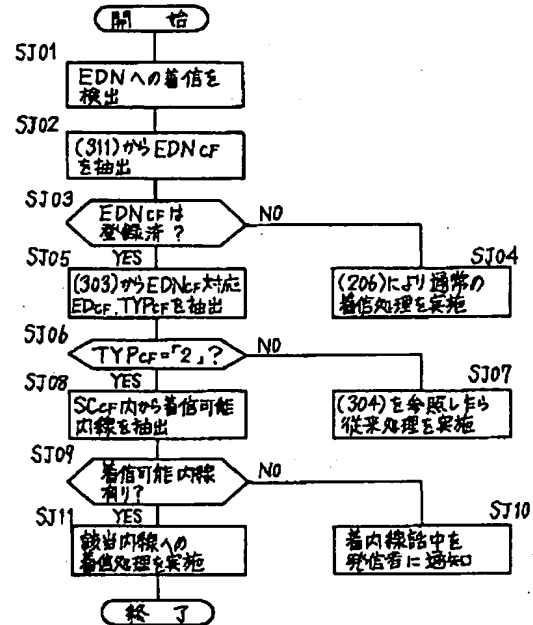 開 始
SJ01
EDNへの着信を
検出
SJ02
(311)からEDNCF
を抽出
SJ03
EDNCFは
登録済?
NO
YES
SJ05
SJ04
(303)からEDNCF対応
EDCF,TYPCFを抽出
(206)により通常の
着信処理を実施
SJ06
TYPCF=「2」?
NO
YES
SJ08
SJ07
SCCF内から着信可能
内線を抽出
(304)を参照したら
従来処理を実施
SJ09
着信可能内線
有り?
NO
YES
SJ11
SJ10
該当内線への
着信処理を実施
着内線話中を
発信者に通知
終 了